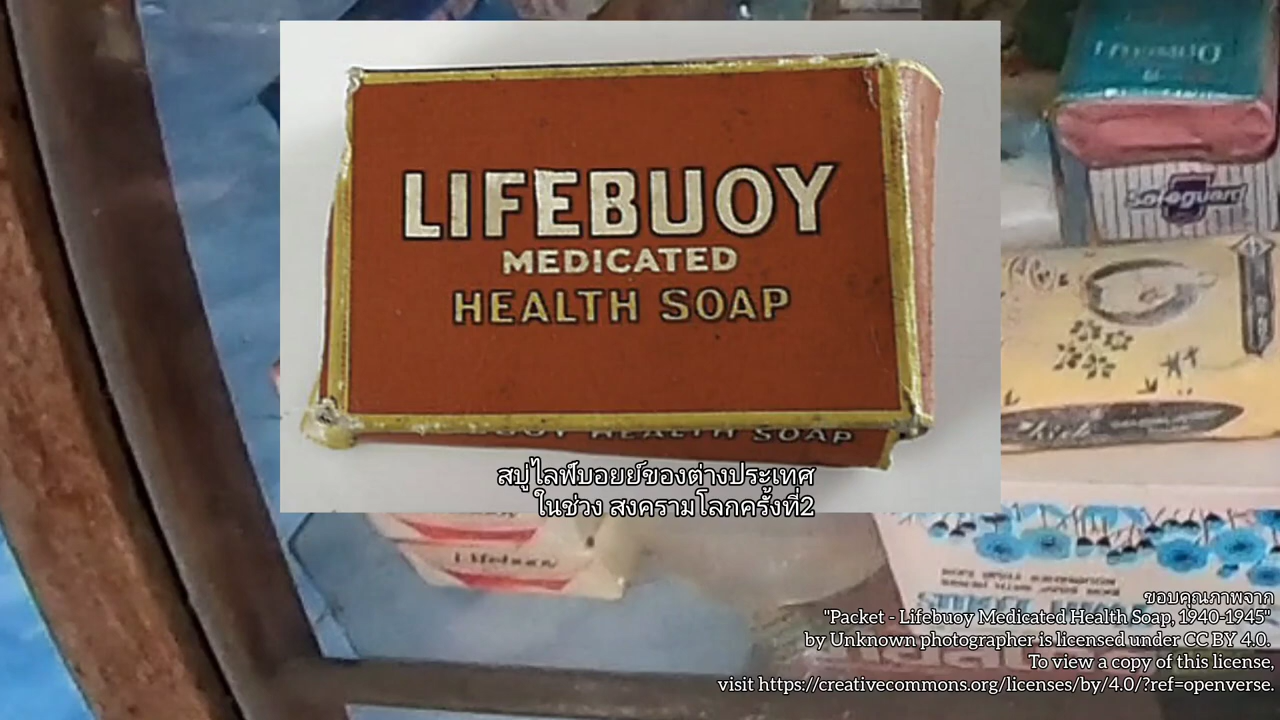 LIFEBUOY
MEDICATED
HEALTH SOAP
HEALTH SOAP
Safeguard
สบู่ไลฟ์บอยย์ของต่างประเทศ
ในช่วง สงครามโลกครั้งที่2
Lifebuoy
ขอบคุณภาพจาก
"Packet - Lifebuoy Medicated Health Soap, 1940-1945"
by Unknown photographer is licensed under CC BY 4.0.
To view a copy of this license,
visit https://creativecommons.org/licenses/by/4.0/?ref=openverse.